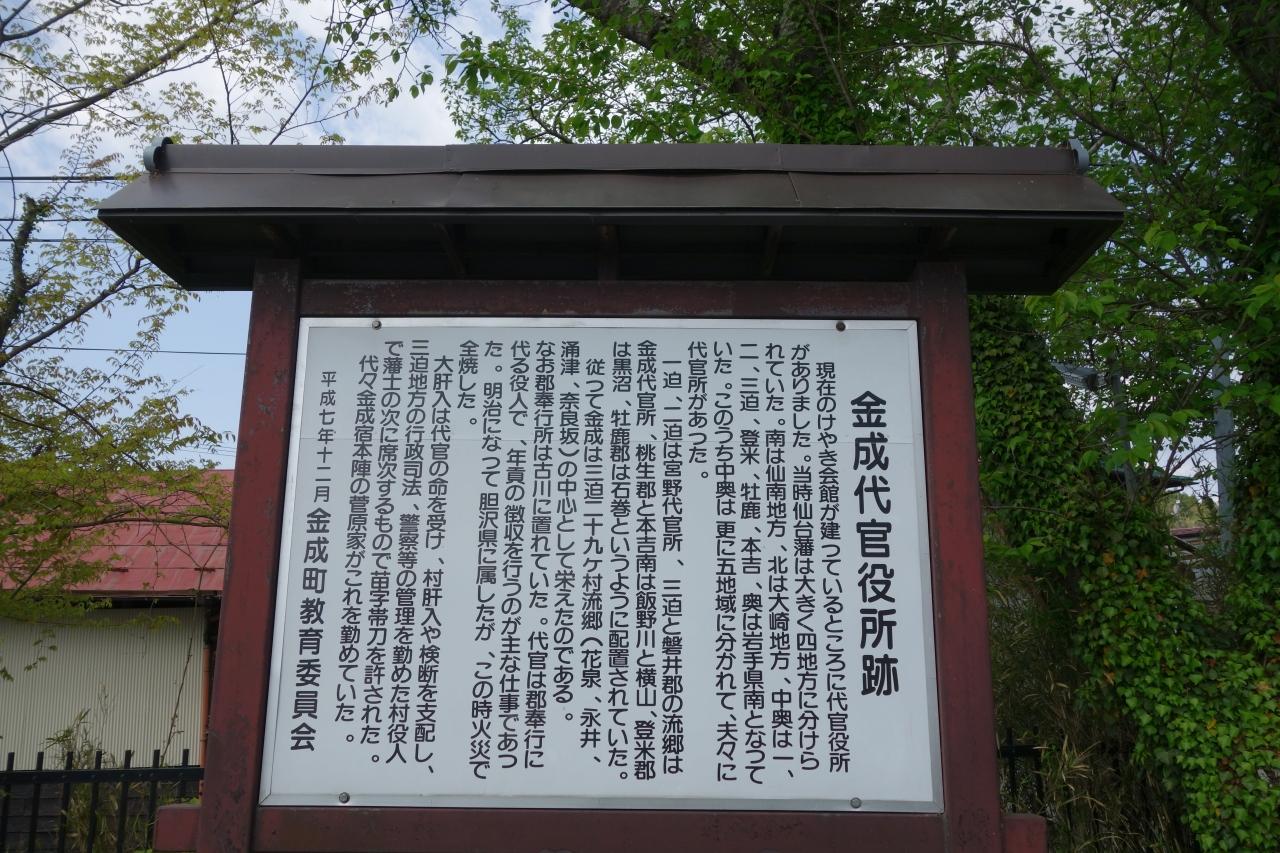 金成代官役所跡
現在のけやき会館が建つているところに代官役所
がありました。当時仙台藩は大きく四地方に分けら
れていた。南は仙南地方、北は大崎地方、中奥は一、
二、三迫、登米、牡鹿、本吉、奥は岩手県南となつて
いた。このうち中奥は更に五地域に分かれて、夫々に
代官所があつた。
一迫、二迫は宮野代官所、三迫と磐井郡の流郷は
金成代官所、桃生郡と本吉南は飯野川と横山、登米郡
は黒沼、牡鹿郡は石巻というように配置されていた。
従つて金成は三迫二十九ケ村流郷（花泉、永井、
涌津、奈良坂）の中心として栄えたのである。
なお郡奉行所は古川に置れていた。代官は郡奉行に
代る役人で、年貢の徴収を行うのが主な仕事であつ
た。明治になつて胆沢県に属したが、この時火災で
全焼した。
大肝入は代官の命を受け、村肝入や検断を支配し、
三迫地方の行政司法、警察等の管理を勤めた村役人
で藩士の次に席次するもので苗字帯刀を許された。
代々金成宿本陣の菅原家がこれを勤めていた。
平成七年十二月 金成町教育委員会